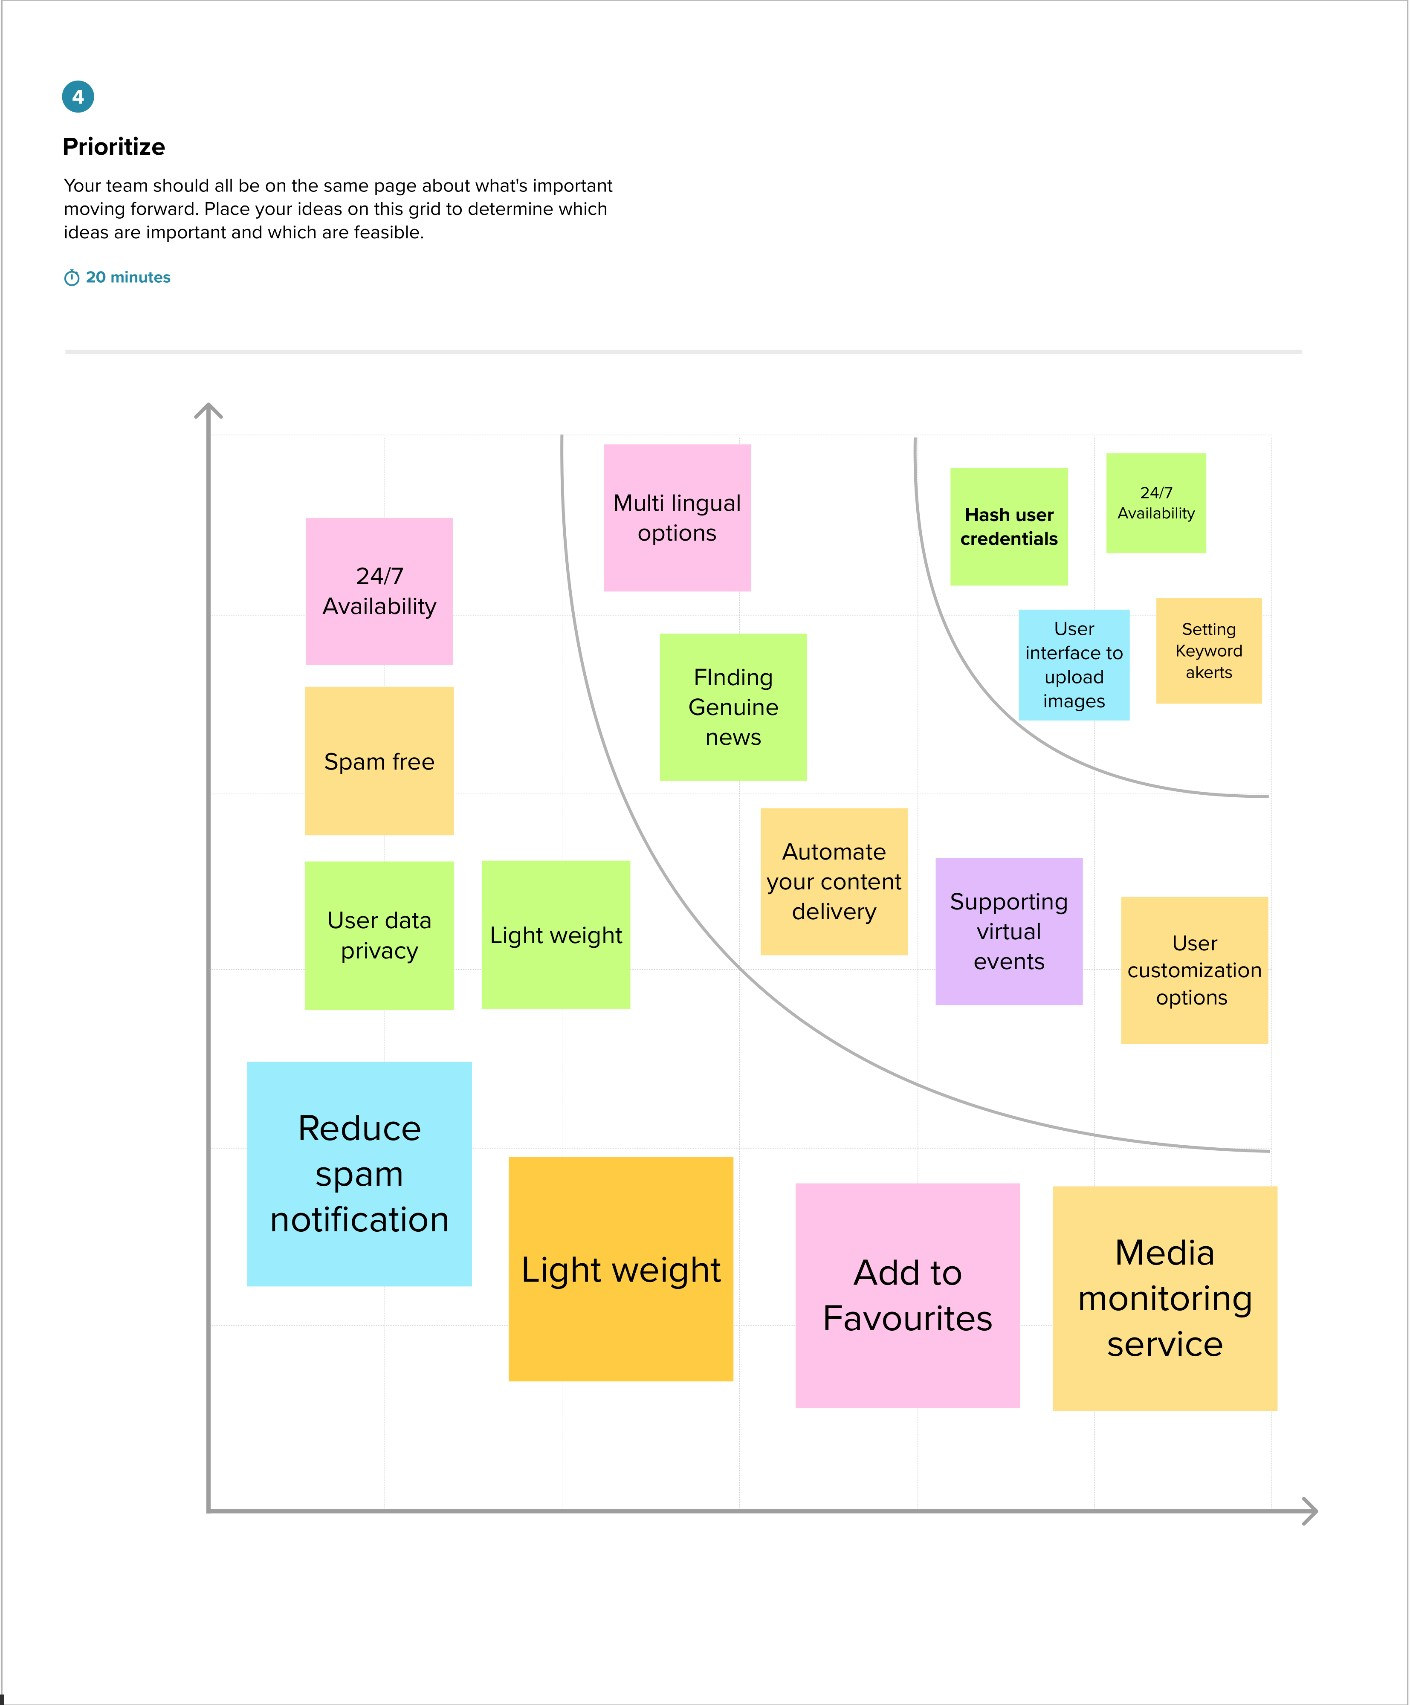 4
Prioritize
Your team should all be on the same page about what's important
moving forward. Place your ideas on this grid to determine which
ideas are important and which are feasible.
20 minutes
Multi lingual
options
Hash user
credentials
24/7
Availability
24/7
Availability
User
interface to
upload
images
Setting
Keyword
akerts
FInding
Genuine
news
Spam free
Automate
your content
delivery
Supporting
virtual
events
User
customization
options
User data
privacy
Light weight
Reduce
spam
notification
Light weight
Add to
Favourites
Media
monitoring
service